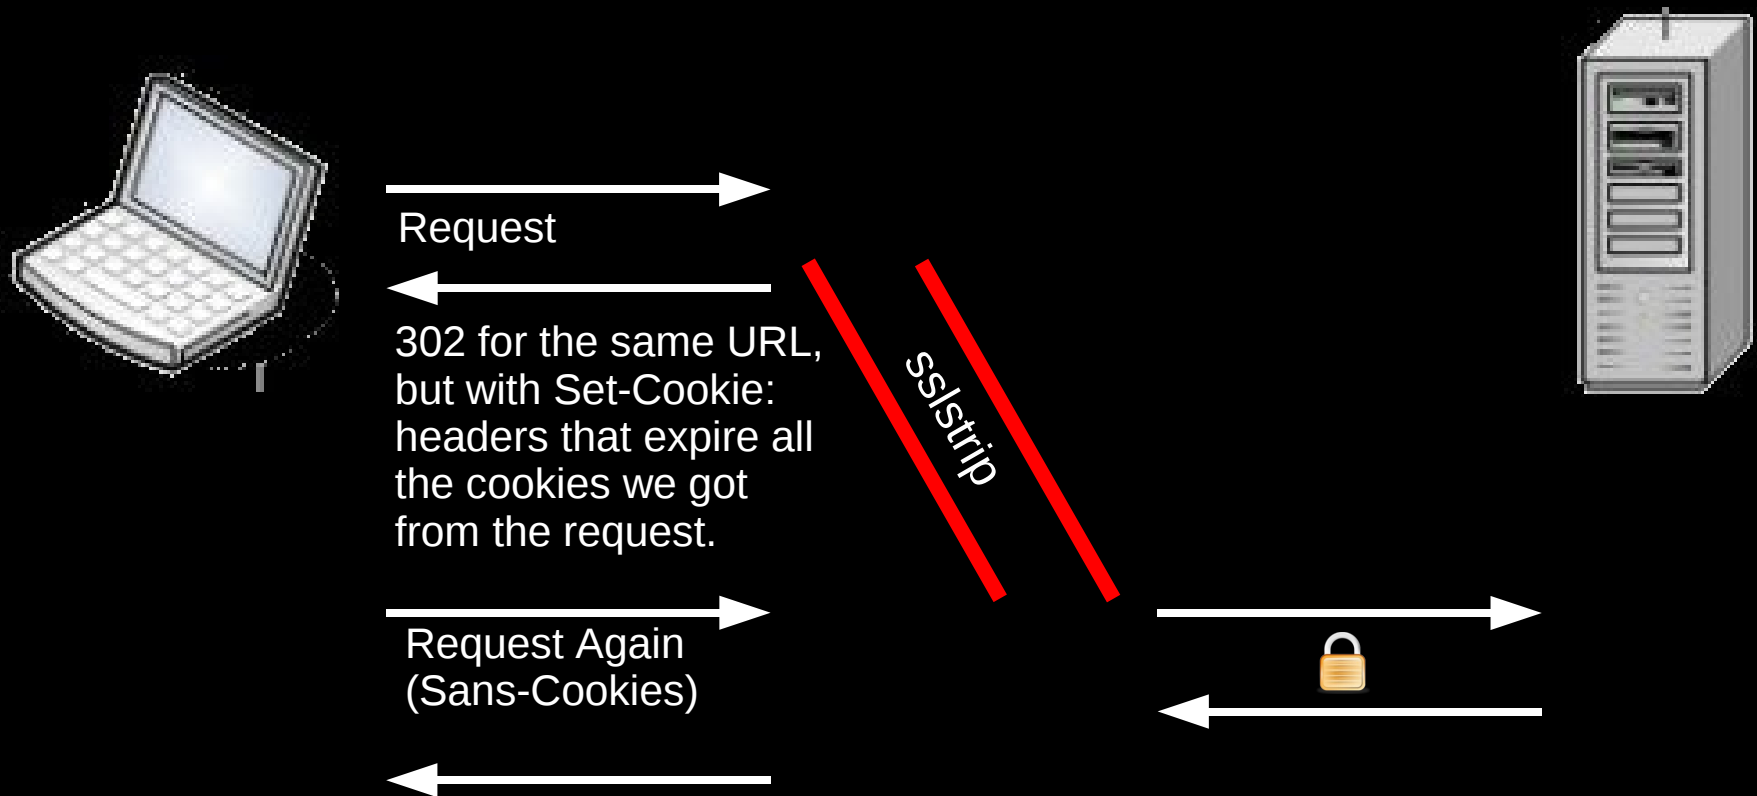 Request
302 for the same URL,
but with Set-Cookie:
headers that expire all
the cookies we got
from the request.
sslstrip
Request Again
(Sans-Cookies)